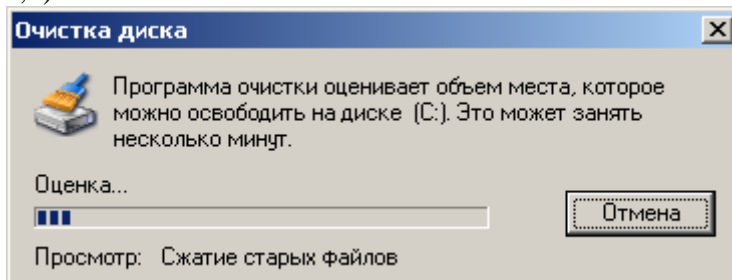 Очистка диска
Программа очистки оценивает объем места, которое
можно освободить на диске (C:). Это может занять
несколько минут.
Оценка...
Отмена
Просмотр: Сжатие старых файлов